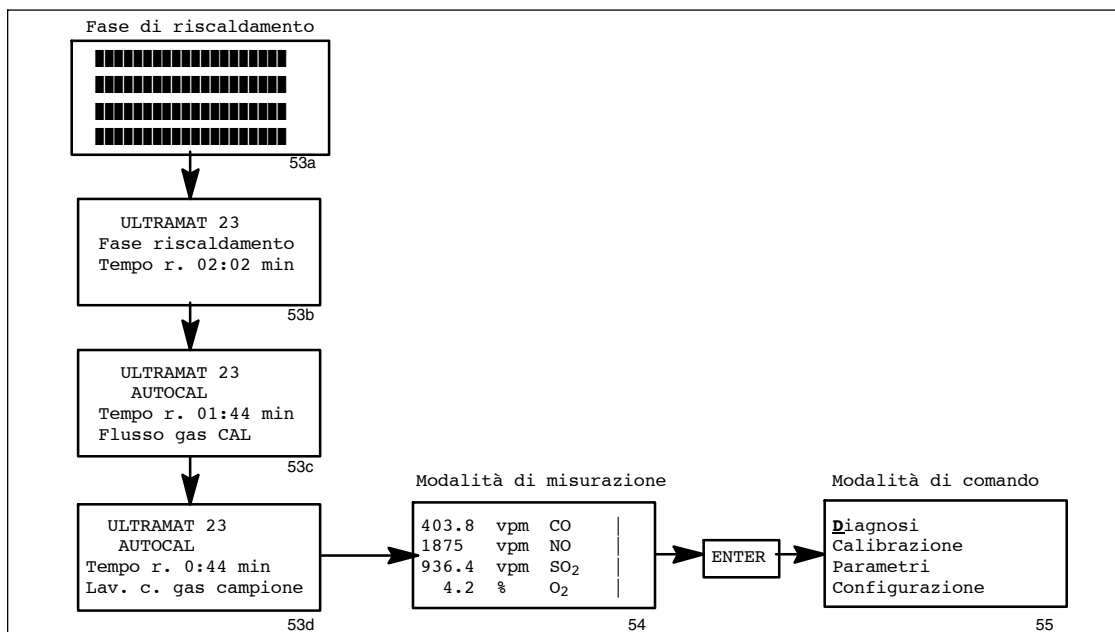 Fase di riscaldamento
53a
ULTRAMAT 23
Fase riscaldamento
Tempo r. 02:02 min
53b
ULTRAMAT 23
AUTOCAL
Tempo r. 01:44 min
Flusso gas CAL
53c
ULTRAMAT 23
AUTOCAL
Tempo r. 0:44 min
Lav. c. gas campione
53d
Modalità di misurazione
403.8 vpm CO |
1875 vpm NO |
936.4 vpm SO₂ |
4.2 % O₂ |
54
ENTER
Modalità di comando
Diagnosi
Calibrazione
Parametri
Configurazione
55